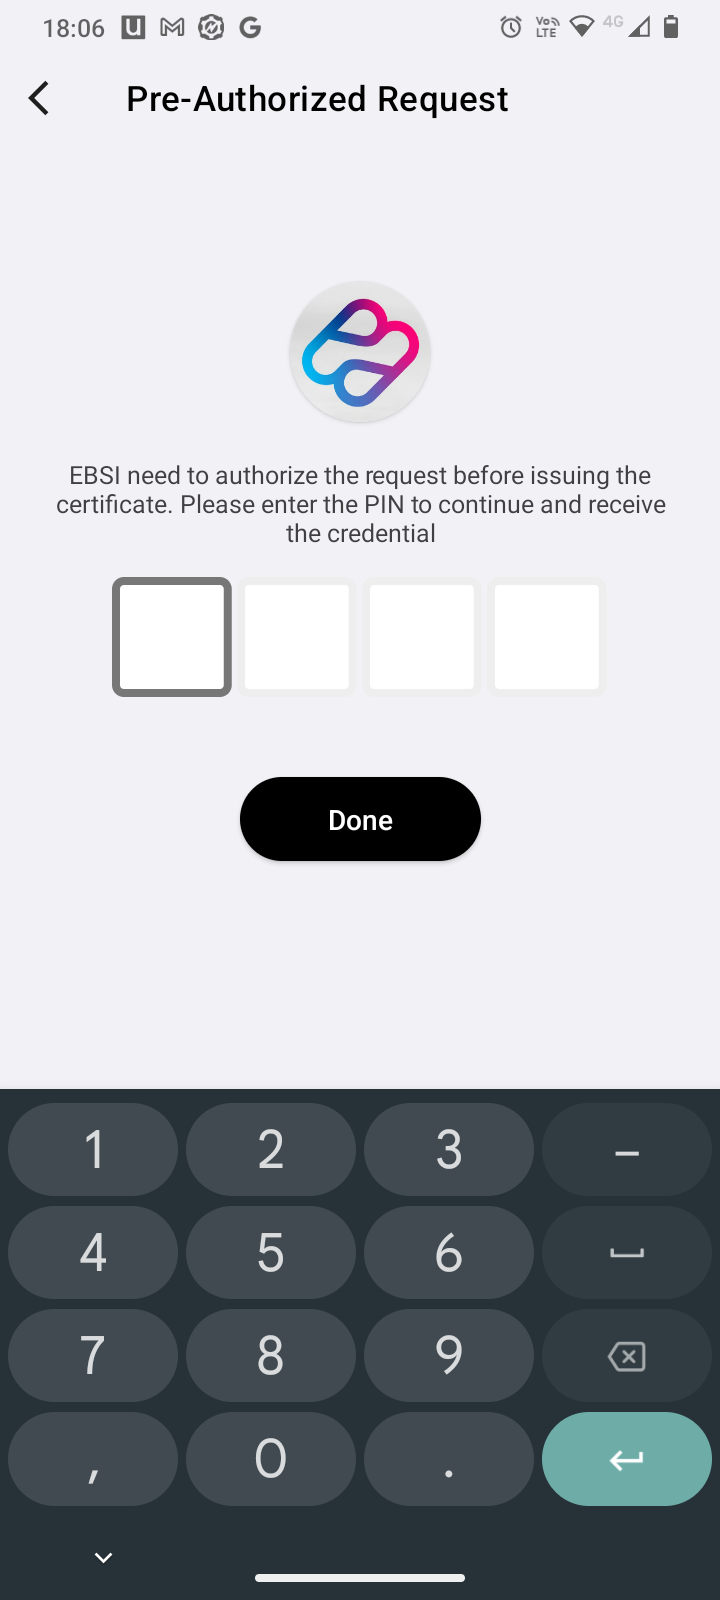 18:06 u M G Vo LTE 4G
Pre-Authorized Request
EBSI need to authorize the request before issuing the
certificate. Please enter the PIN to continue and receive
the credential
Done
1 2 3 –
4 5 6
7 8 9
, 0 .